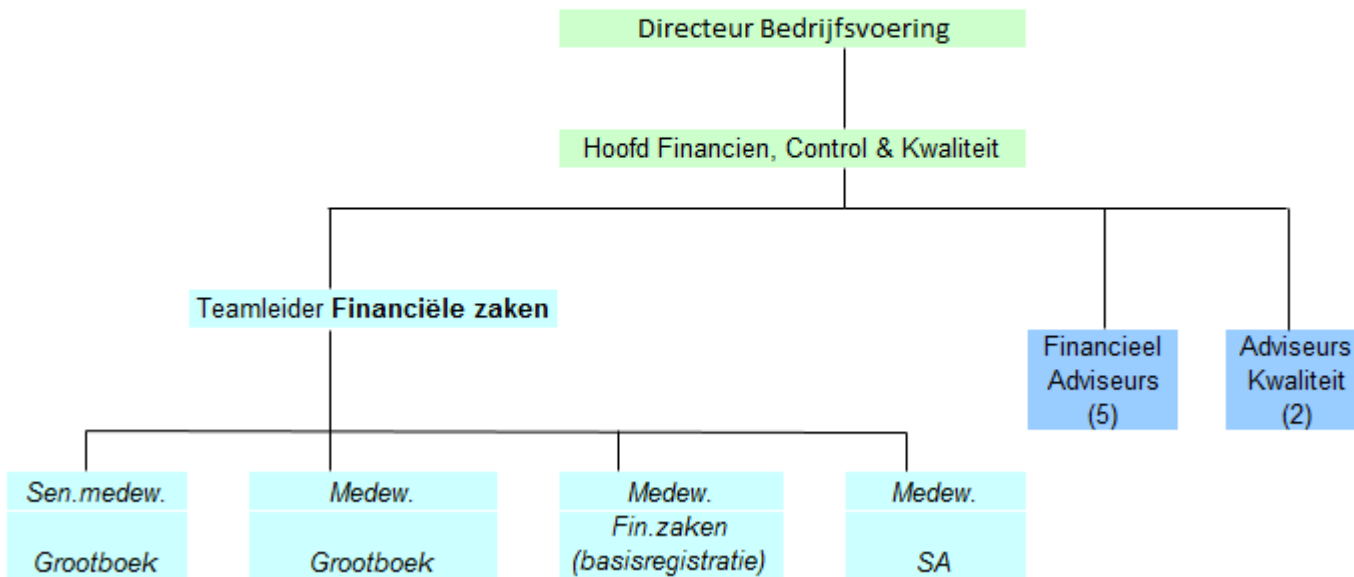 Directeur Bedrijfsvoering
Hoofd Financien, Control & Kwaliteit
Teamleider Financiële zaken
Financieel
Adviseurs
(5)
Adviseurs
Kwaliteit
(2)
Sen.medew.
Grootboek
Medew.
Grootboek
Medew.
Fin.zaken
(basisregistratie)
Medew.
SA